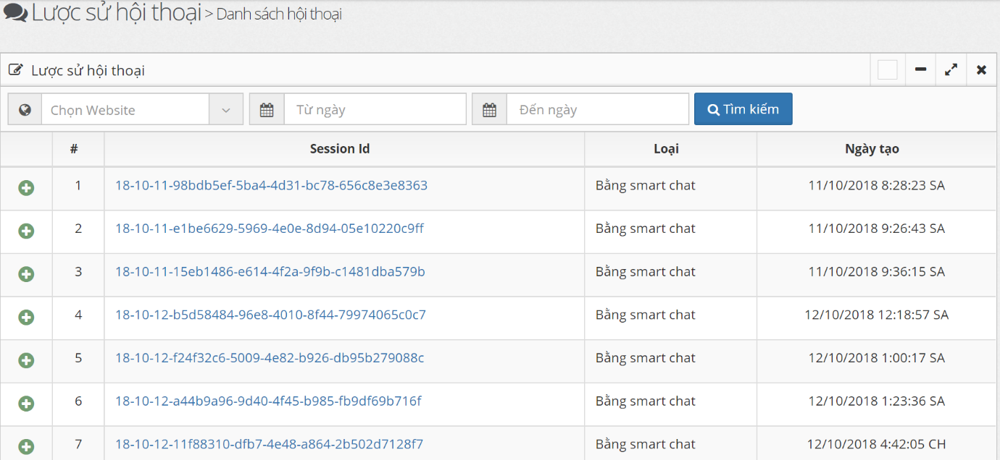 Lược sử hội thoại > Danh sách hội thoại
Lược sử hội thoại
Chọn Website Từ ngày Đến ngày Tìm kiếm
# Session Id Loại Ngày tạo
1 18-10-11-98bdb5ef-5ba4-4d31-bc78-656c8e3e8363 Bằng smart chat 11/10/2018 8:28:23 SA
2 18-10-11-e1be6629-5969-4e0e-8d94-05e10220c9ff Bằng smart chat 11/10/2018 9:26:43 SA
3 18-10-11-15eb1486-e614-4f2a-9f9b-c1481dba579b Bằng smart chat 11/10/2018 9:36:15 SA
4 18-10-12-b5d58484-96e8-4010-8f44-79974065c0c7 Bằng smart chat 12/10/2018 12:18:57 SA
5 18-10-12-f24f32c6-5009-4e82-b926-db95b279088c Bằng smart chat 12/10/2018 1:00:17 SA
6 18-10-12-a44b9a96-9d40-4f45-b985-fb9df69b716f Bằng smart chat 12/10/2018 1:23:36 SA
7 18-10-12-11f88310-dfb7-4e48-a864-2b502d7128f7 Bằng smart chat 12/10/2018 4:42:05 CH